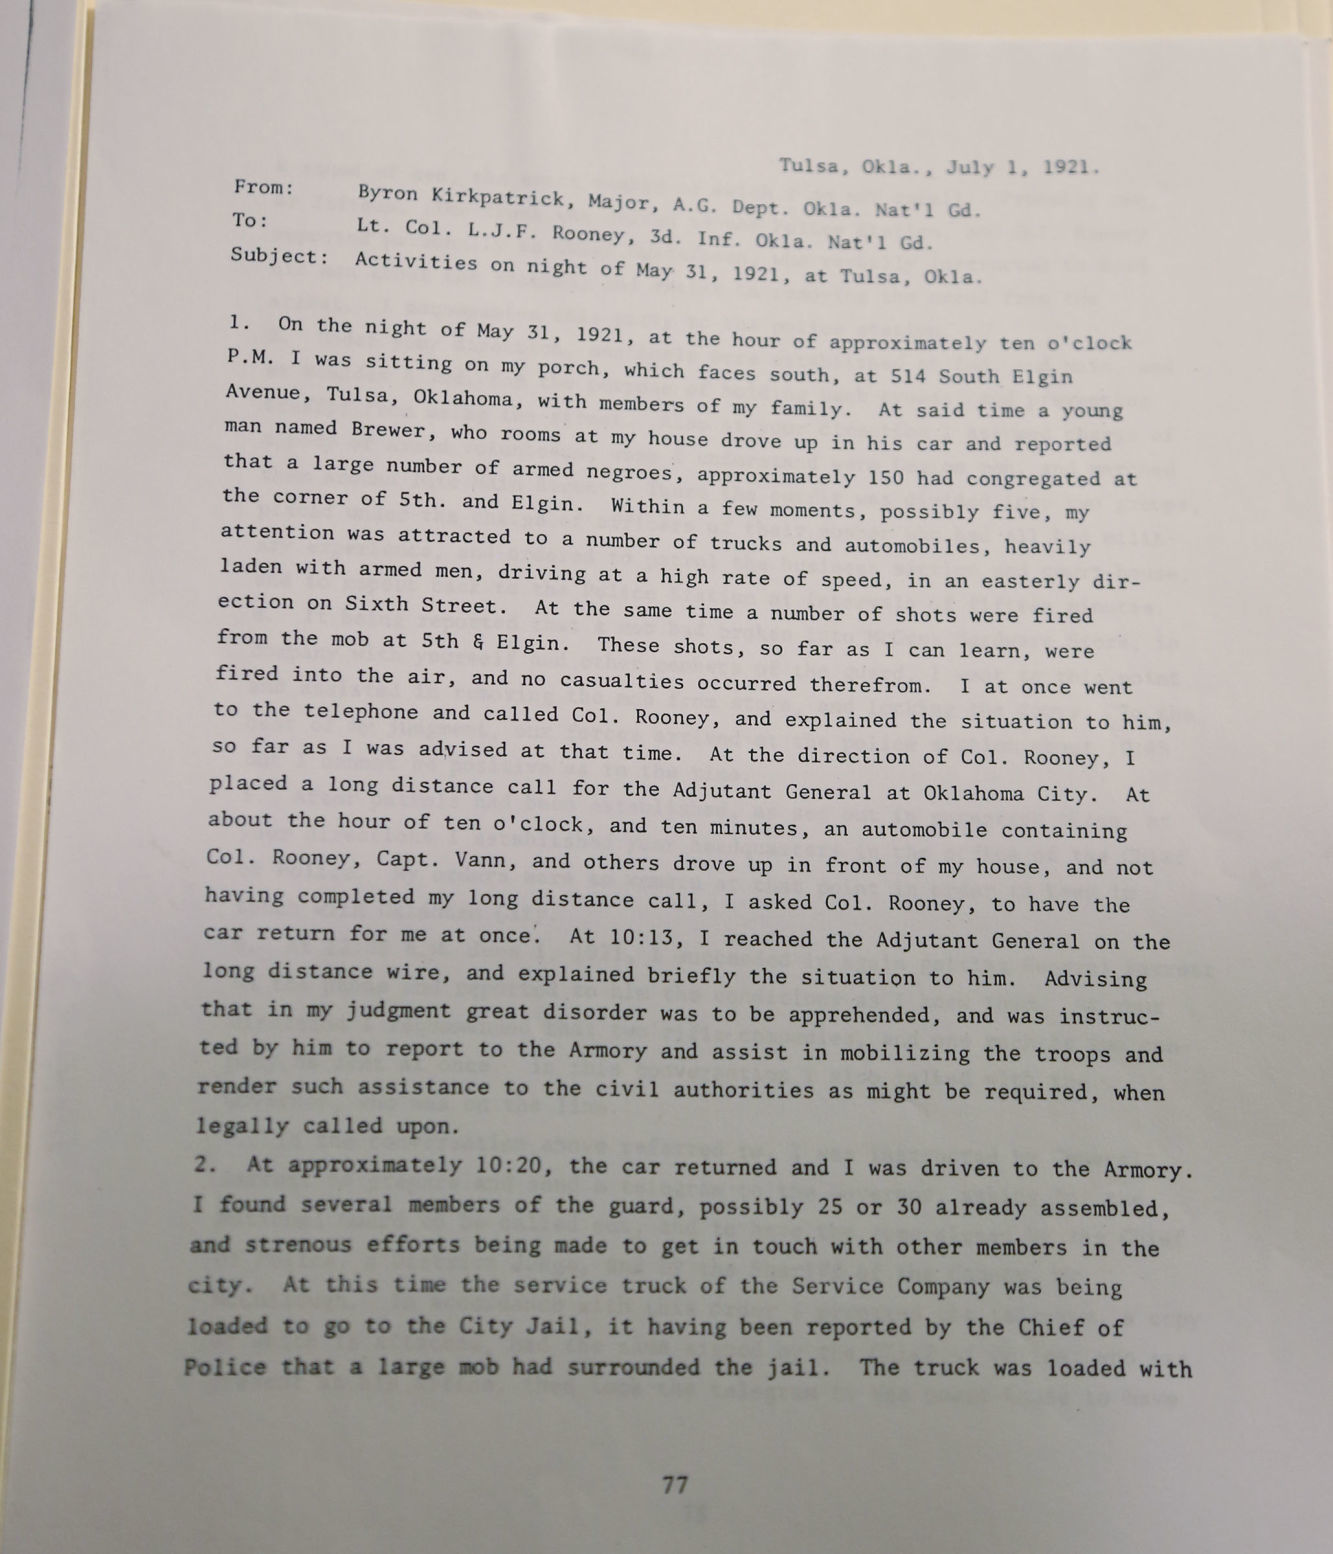 Tulsa, Okla., July 1, 1921.
From: Byron Kirkpatrick, Major, A.G. Dept. Okla. Nat'l Gd.
To: Lt. Col. L.J.F. Rooney, 3d. Inf. Okla. Nat'l Gd.
Subject: Activities on night of May 31, 1921, at Tulsa, Okla.
1. On the night of May 31, 1921, at the hour of approximately ten o'clock
P.M. I was sitting on my porch, which faces south, at 514 South Elgin
Avenue, Tulsa, Oklahoma, with members of my family. At said time a young
man named Brewer, who rooms at my house drove up in his car and reported
that a large number of armed negroes, approximately 150 had congregated at
the corner of 5th. and Elgin. Within a few moments, possibly five, my
attention was attracted to a number of trucks and automobiles, heavily
laden with armed men, driving at a high rate of speed, in an easterly dir-
ection on Sixth Street. At the same time a number of shots were fired
from the mob at 5th & Elgin. These shots, so far as I can learn, were
fired into the air, and no casualties occurred therefrom. I at once went
to the telephone and called Col. Rooney, and explained the situation to him,
so far as I was advised at that time. At the direction of Col. Rooney, I
placed a long distance call for the Adjutant General at Oklahoma City. At
about the hour of ten o'clock, and ten minutes, an automobile containing
Col. Rooney, Capt. Vann, and others drove up in front of my house, and not
having completed my long distance call, I asked Col. Rooney, to have the
car return for me at once. At 10:13, I reached the Adjutant General on the
long distance wire, and explained briefly the situation to him. Advising
that in my judgment great disorder was to be apprehended, and was instruc-
ted by him to report to the Armory and assist in mobilizing the troops and
render such assistance to the civil authorities as might be required, when
legally called upon.
2. At approximately 10:20, the car returned and I was driven to the Armory.
I found several members of the guard, possibly 25 or 30 already assembled,
and strenous efforts being made to get in touch with other members in the
city. At this time the service truck of the Service Company was being
loaded to go to the City Jail, it having been reported by the Chief of
Police that a large mob had surrounded the jail. The truck was loaded with
77